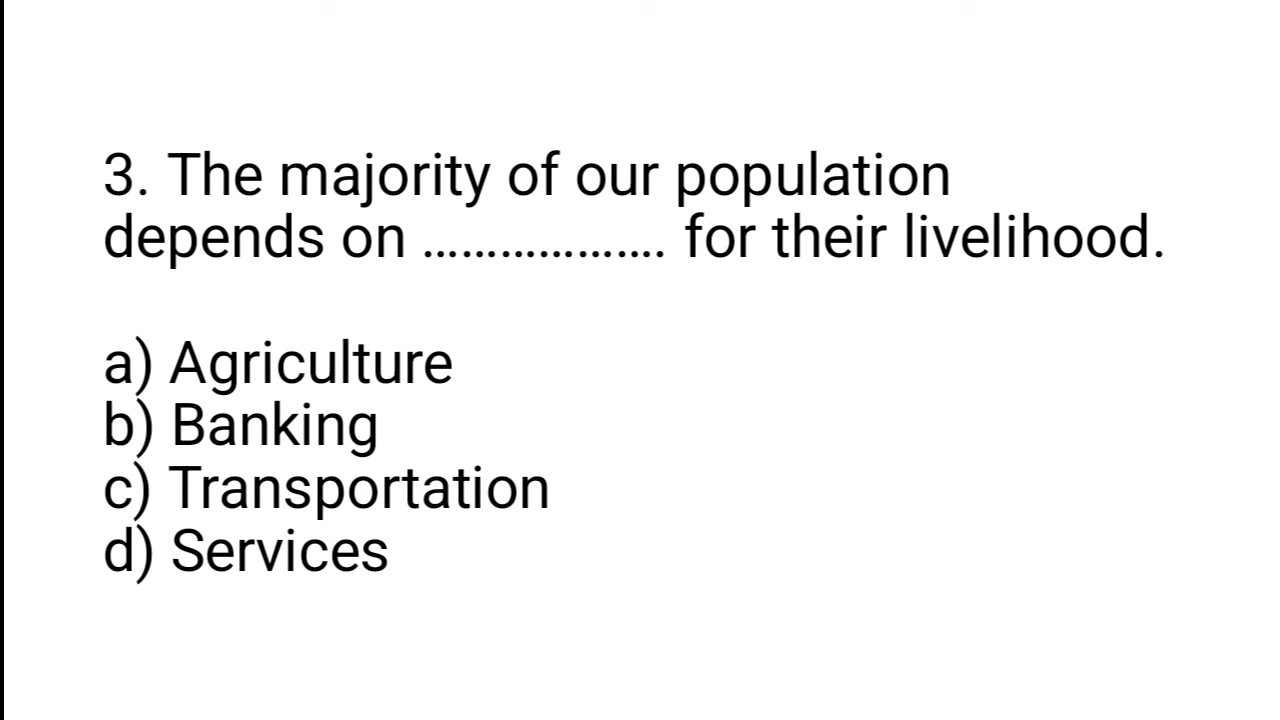 3. The majority of our population
depends on ………………. for their livelihood.
a) Agriculture
b) Banking
c) Transportation
d) Services